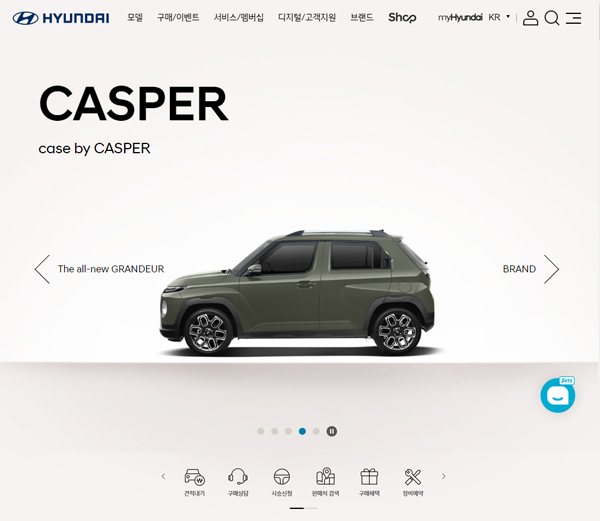 HYUNDAI 모델 구매/이벤트 서비스/멤버십 디지털/고객지원 브랜드 Shop myHyundai KR
CASPER
case by CASPER
The all-new GRANDEUR
BRAND
Beta
견적내기 구매상담 시승신청 판매처 검색 구매혜택 정비예약